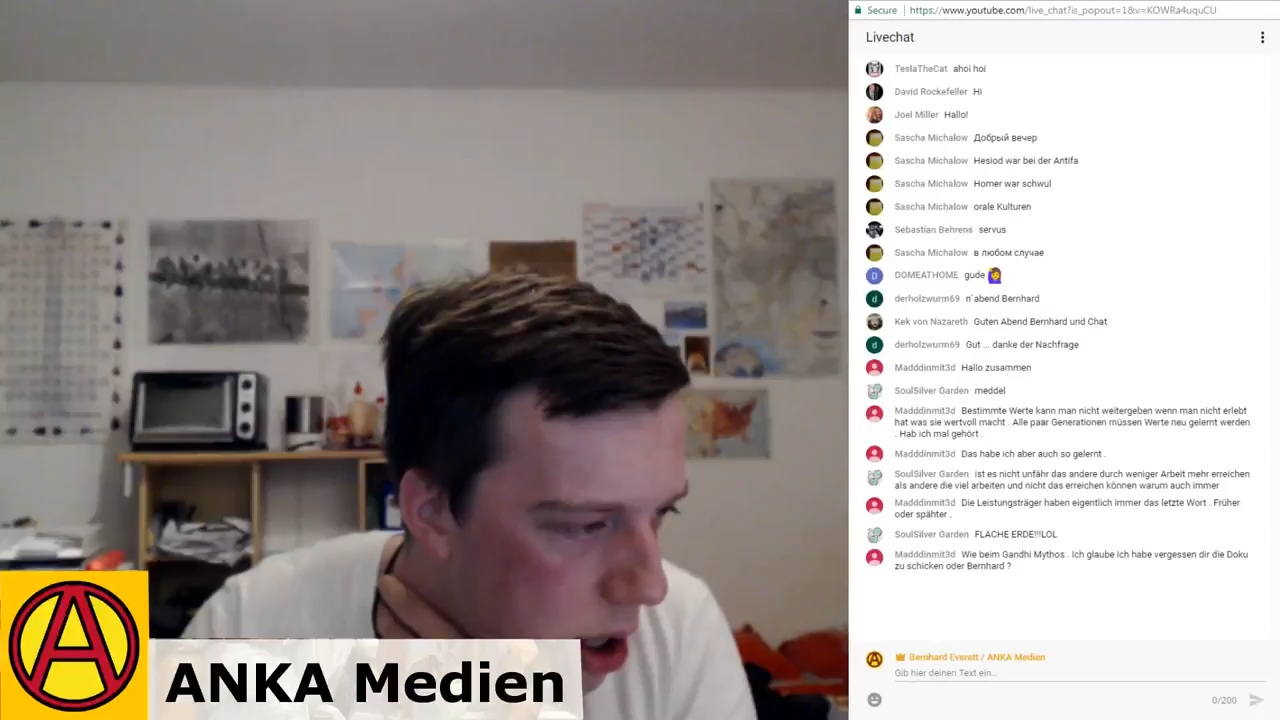 Secure https://www.youtube.com/live_chat?is_popout=1&v=KOWRa4uquCU
Livechat
TeslaTheCat ahoi hoi
David Rockefeller Hi
Joel Miller Hallo!
Sascha Michalow Добрый вечер
Sascha Michalow Hesiod war bei der Antifa
Sascha Michalow Homer war schwul
Sascha Michalow orale Kulturen
Sebastian Behrens servus
Sascha Michalow в любом случае
D DOMEATHOME gude
d derholzwurm69 n´abend Bernhard
Kek von Nazareth Guten Abend Bernhard und Chat
d derholzwurm69 Gut ... danke der Nachfrage
Madddinmit3d Hallo zusammen
SoulSilver Garden meddel
Madddinmit3d Bestimmte Werte kann man nicht weitergeben wenn man nicht erlebt
hat was sie wertvoll macht . Alle paar Generationen müssen Werte neu gelernt werden
. Hab ich mal gehört .
Madddinmit3d Das habe ich aber auch so gelernt .
SoulSilver Garden ist es nicht unfähr das andere durch weniger Arbeit mehr erreichen
als andere die viel arbeiten und nicht das erreichen können warum auch immer
Madddinmit3d Die Leistungsträger haben eigentlich immer das letzte Wort . Früher
oder spähter .
SoulSilver Garden FLACHE ERDE!!!LOL
Madddinmit3d Wie beim Gandhi Mythos . Ich glaube ich habe vergessen dir die Doku
zu schicken oder Bernhard ?
Bernhard Everett / ANKA Medien
Gib hier deinen Text ein...
0/200
A
ANKA Medien